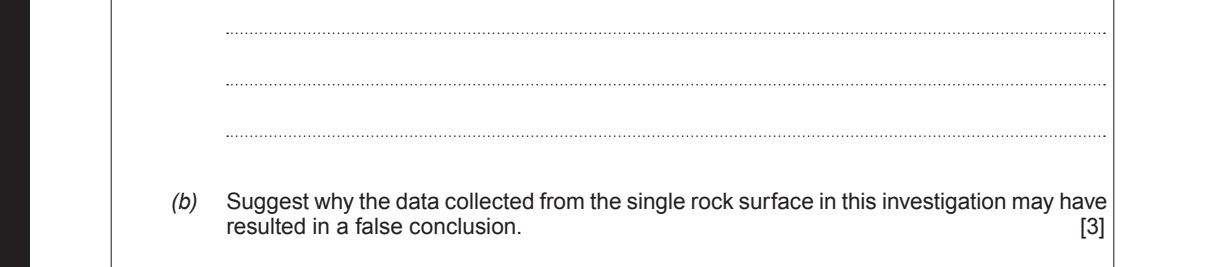 (b) Suggest why the data collected from the single rock surface in this investigation may have
resulted in a false conclusion. [3]